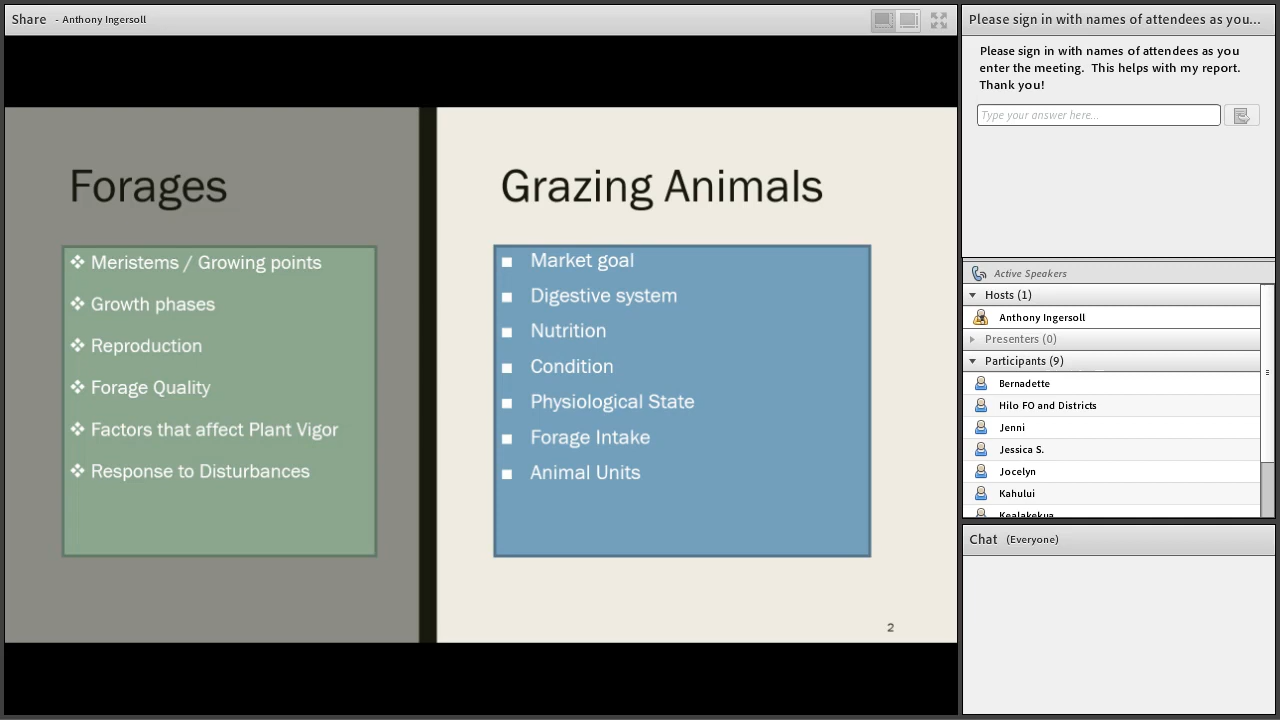 Share - Anthony Ingersoll
Forages
Meristems / Growing points
Growth phases
Reproduction
Forage Quality
Factors that affect Plant Vigor
Response to Disturbances
Grazing Animals
Market goal
Digestive system
Nutrition
Condition
Physiological State
Forage Intake
Animal Units
2
Please sign in with names of attendees as you...
Please sign in with names of attendees as you
enter the meeting. This helps with my report.
Thank you!
Type your answer here...
Active Speakers
Hosts (1)
Anthony Ingersoll
Presenters (0)
Participants (9)
Bernadette
Hilo FO and Districts
Jenni
Jessica S.
Jocelyn
Kahului
Kealakekua
Chat (Everyone)